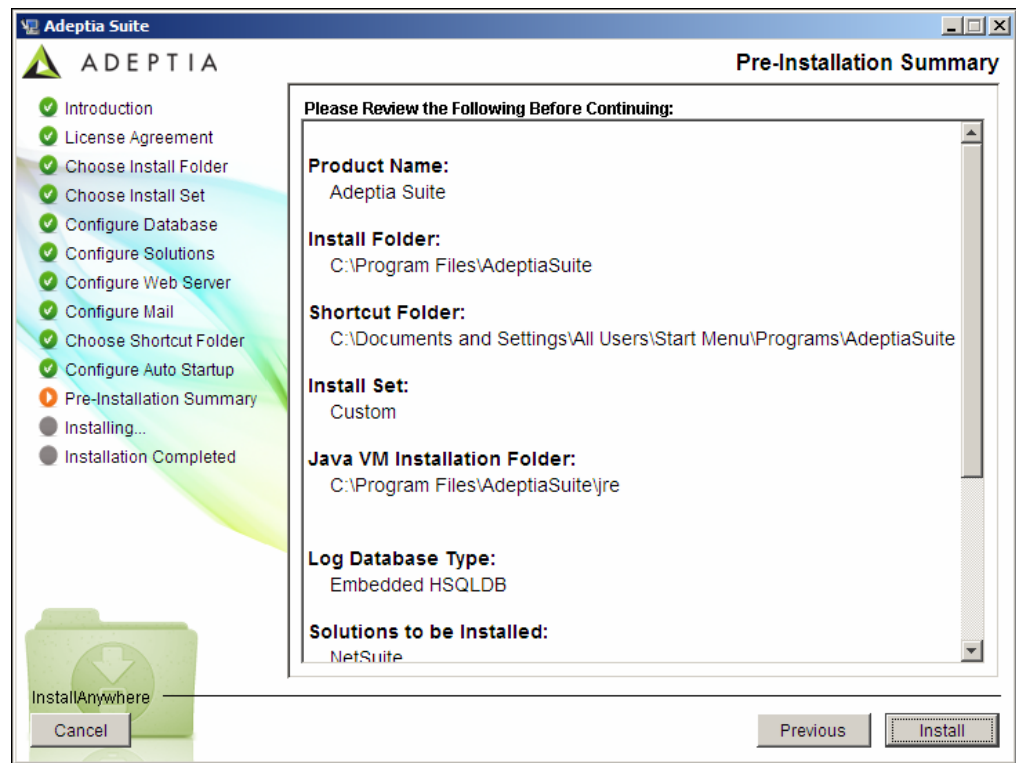 Adeptia Suite
ADEPTIA
Pre-Installation Summary
Introduction
License Agreement
Choose Install Folder
Choose Install Set
Configure Database
Configure Solutions
Configure Web Server
Configure Mail
Choose Shortcut Folder
Configure Auto Startup
Pre-Installation Summary
Installing...
Installation Completed
Please Review the Following Before Continuing:
Product Name:
Adeptia Suite
Install Folder:
C:\Program Files\AdeptiaSuite
Shortcut Folder:
C:\Documents and Settings\All Users\Start Menu\Programs\AdeptiaSuite
Install Set:
Custom
Java VM Installation Folder:
C:\Program Files\AdeptiaSuite\jre
Log Database Type:
Embedded HSQLDB
Solutions to be Installed:
NetSuite
InstallAnywhere
Cancel
Previous
Install